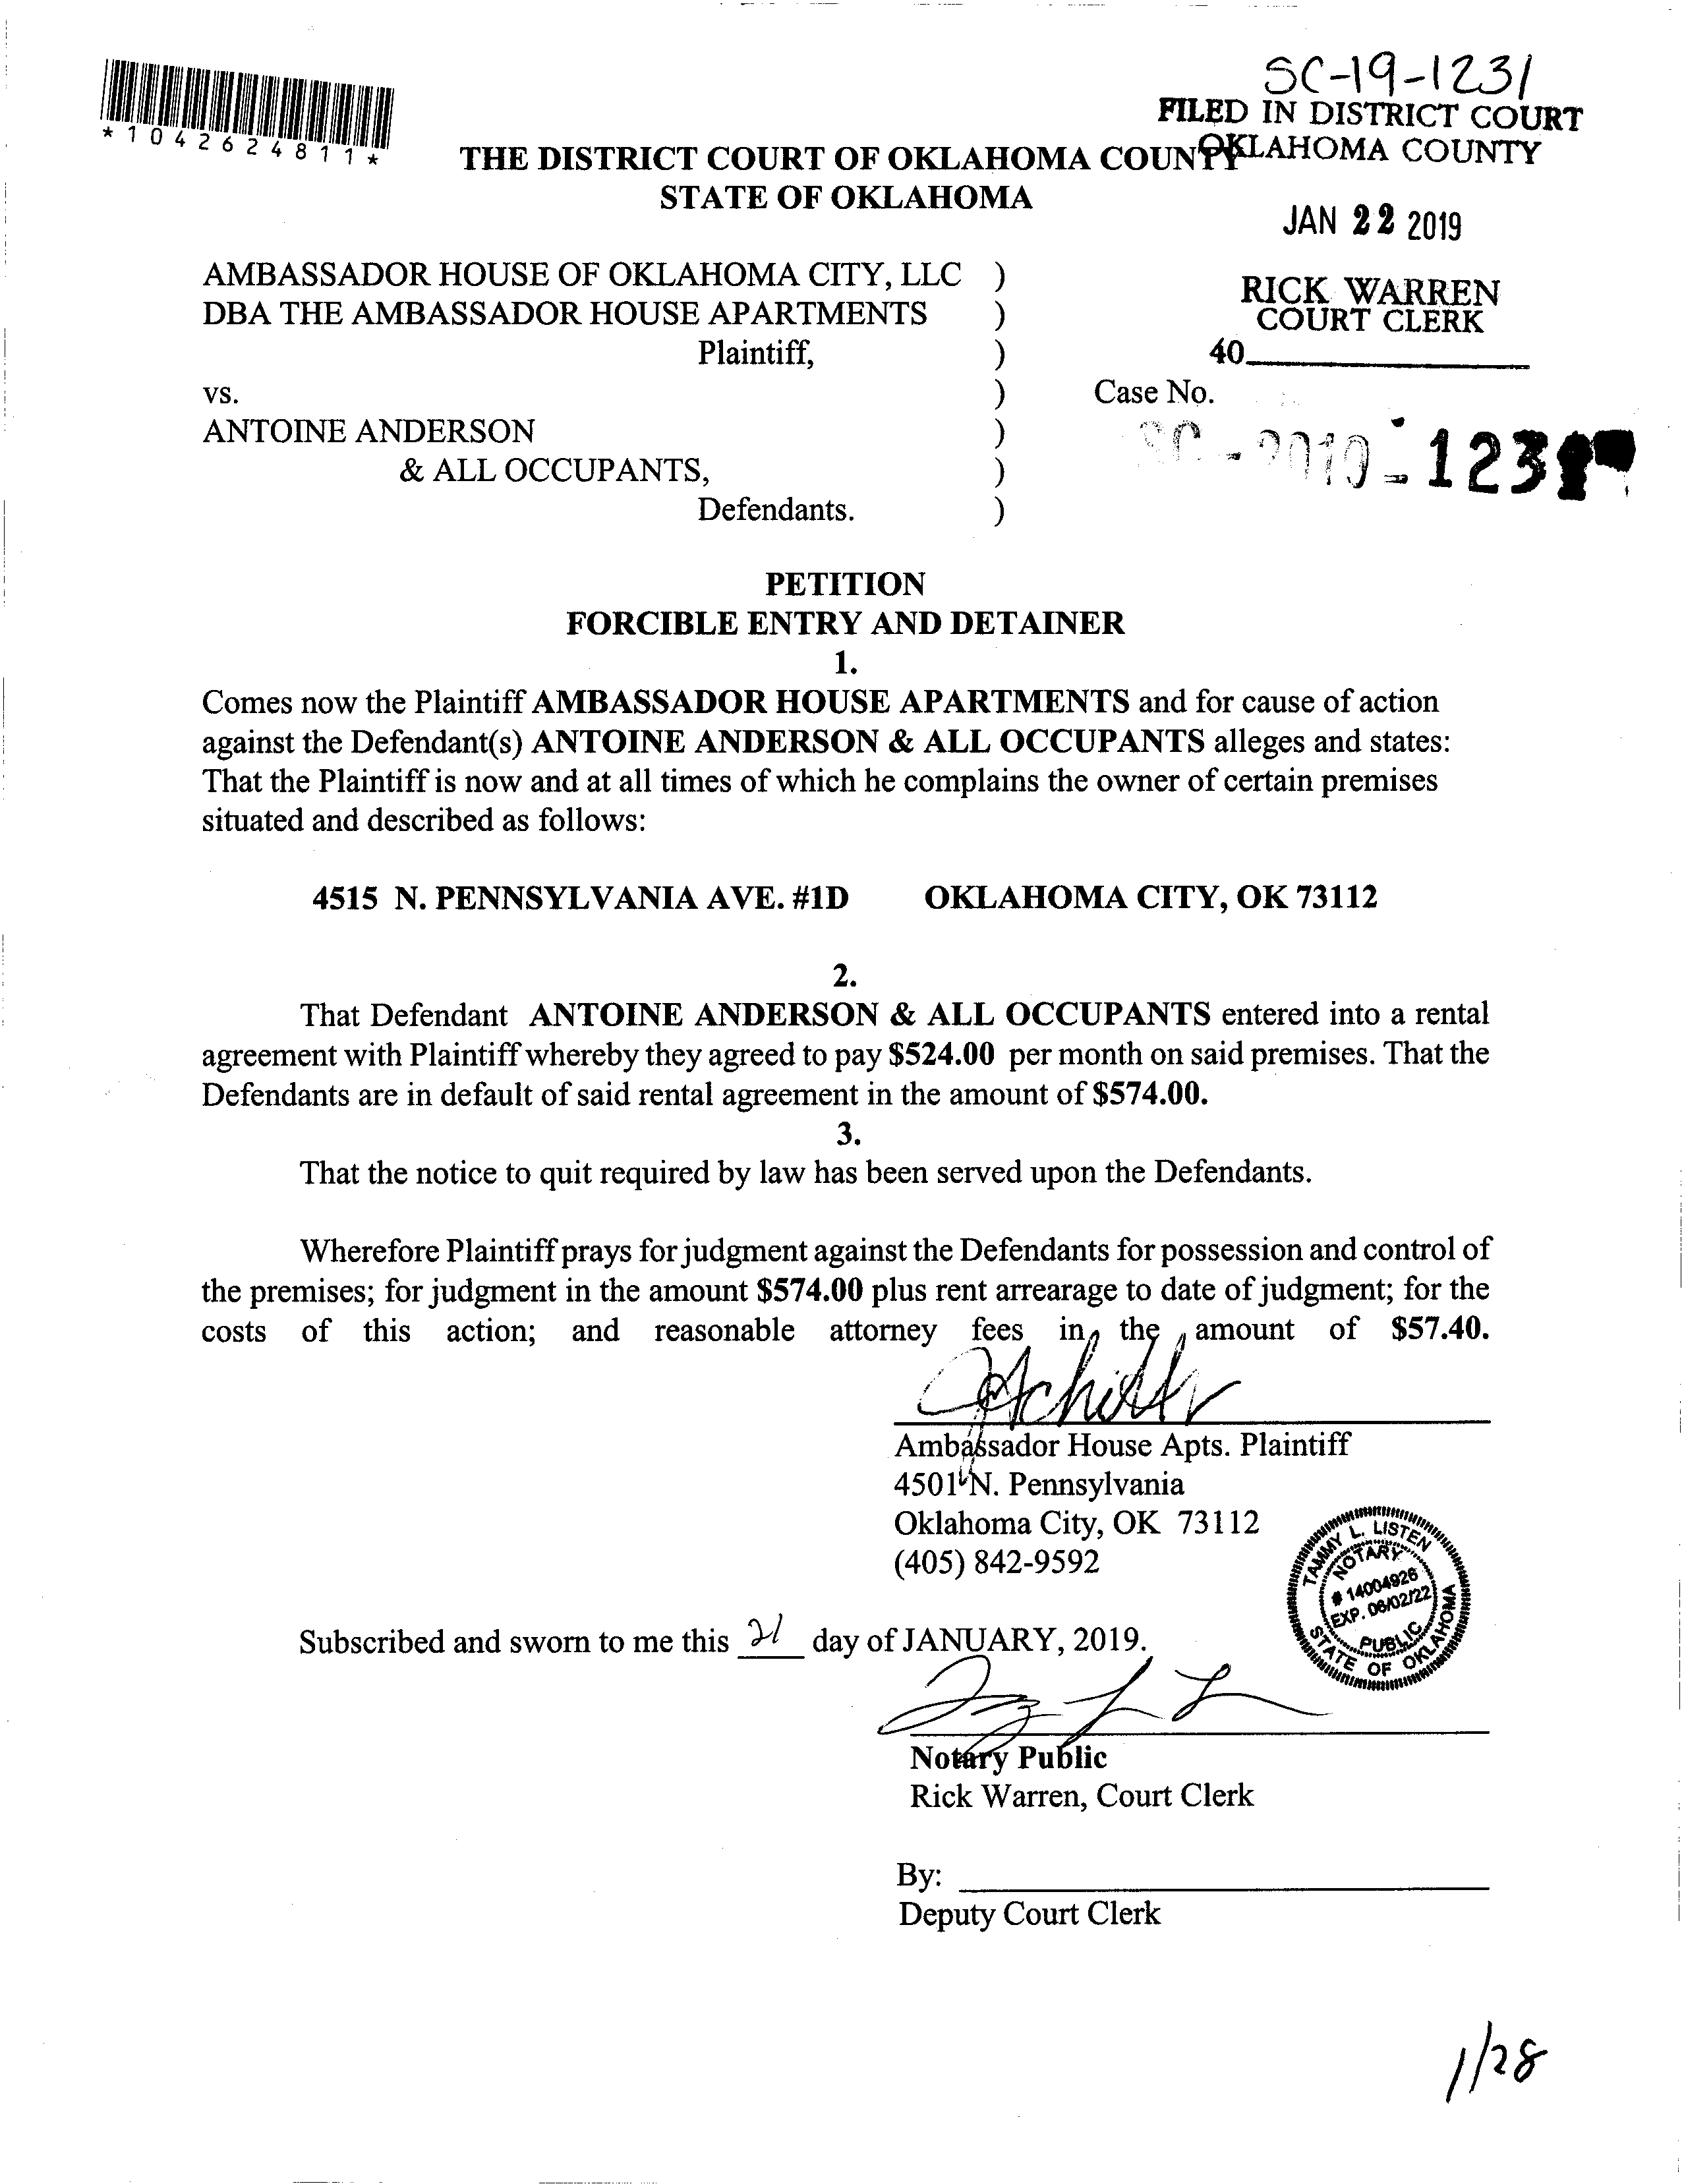 SC-19-1231
FILED IN DISTRICT COURT
OKLAHOMA COUNTY
*1042624811*
THE DISTRICT COURT OF OKLAHOMA COUNTY
STATE OF OKLAHOMA
JAN 22 2019
AMBASSADOR HOUSE OF OKLAHOMA CITY, LLC )
DBA THE AMBASSADOR HOUSE APARTMENTS )
RICK WARREN
COURT CLERK
Plaintiff, )
40
vs. ) Case No.
ANTOINE ANDERSON )
SC - 2019 - 1231
& ALL OCCUPANTS, )
Defendants. )
PETITION
FORCIBLE ENTRY AND DETAINER
1.
Comes now the Plaintiff AMBASSADOR HOUSE APARTMENTS and for cause of action
against the Defendant(s) ANTOINE ANDERSON & ALL OCCUPANTS alleges and states:
That the Plaintiff is now and at all times of which he complains the owner of certain premises
situated and described as follows:
4515 N. PENNSYLVANIA AVE. #1D OKLAHOMA CITY, OK 73112
2.
That Defendant ANTOINE ANDERSON & ALL OCCUPANTS entered into a rental
agreement with Plaintiff whereby they agreed to pay $524.00 per month on said premises. That the
Defendants are in default of said rental agreement in the amount of $574.00.
3.
That the notice to quit required by law has been served upon the Defendants.
Wherefore Plaintiff prays for judgment against the Defendants for possession and control of
the premises; for judgment in the amount $574.00 plus rent arrearage to date of judgment; for the
costs of this action; and reasonable attorney fees in the amount of $57.40.
Ambassador House Apts. Plaintiff
4501 N. Pennsylvania
Oklahoma City, OK 73112
(405) 842-9592
TAMMY L. LISTEN
NOTARY
# 14004926
EXP. 06/02/22
PUBLIC
STATE OF OKLAHOMA
Subscribed and sworn to me this 21 day of JANUARY, 2019.
Notary Public
Rick Warren, Court Clerk
By:
Deputy Court Clerk
1/28